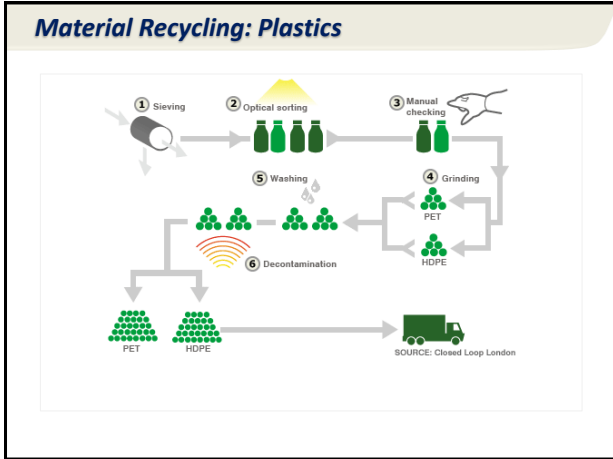 Material Recycling: Plastics
1 Sieving
2 Optical sorting
3 Manual
checking
4 Grinding
PET
HDPE
5 Washing
6 Decontamination
PET
HDPE
SOURCE: Closed Loop London